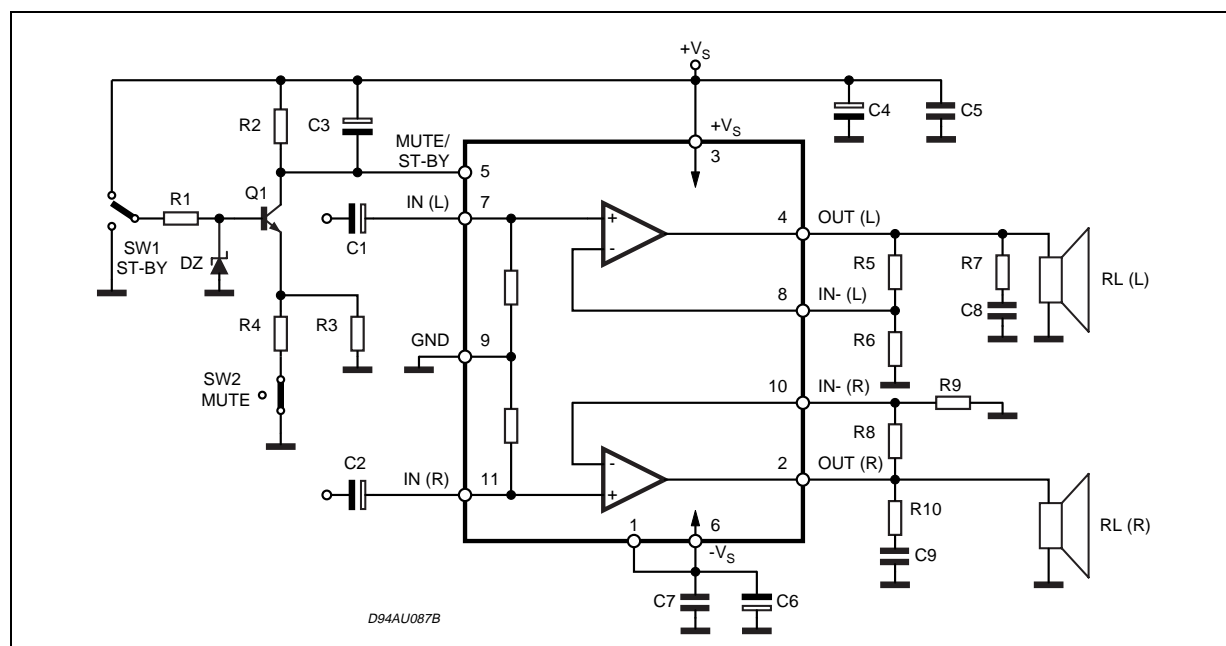 +VS
R2
C3
C4
C5
MUTE/
ST-BY
+VS
3
5
R1
Q1
IN (L)
7
4
OUT (L)
+
-
SW1
ST-BY
DZ
C1
R5
R7
RL (L)
8
IN- (L)
C8
R4
R3
GND
9
R6
SW2
MUTE
10
IN- (R)
R9
R8
C2
IN (R)
11
-
+
2
OUT (R)
R10
RL (R)
1
6
-VS
C9
C7
C6
D94AU087B